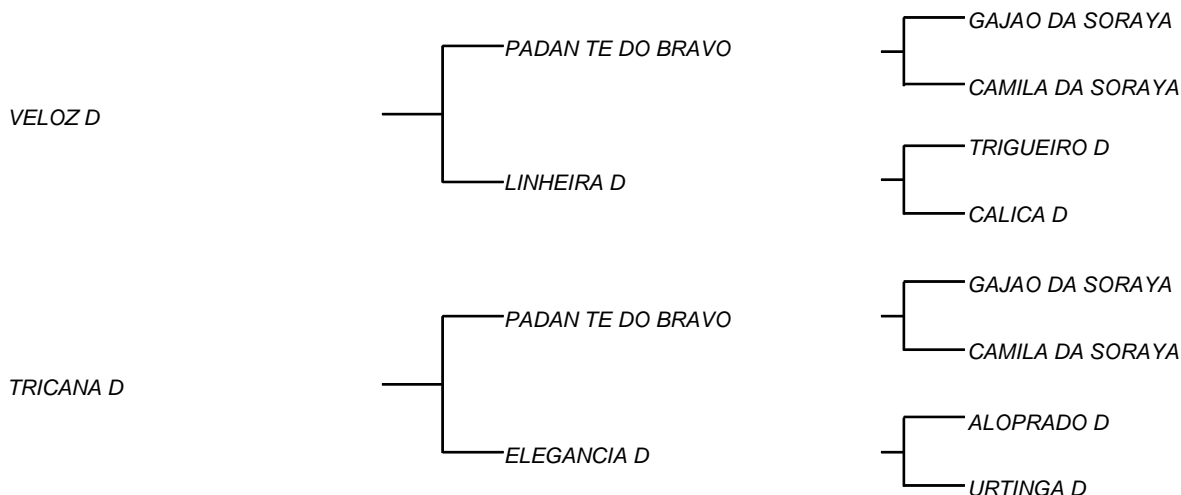 GAJAO DA SORAYA
PADAN TE DO BRAVO
CAMILA DA SORAYA
VELOZ D
TRIGUEIRO D
LINHEIRA D
CALICA D
GAJAO DA SORAYA
PADAN TE DO BRAVO
CAMILA DA SORAYA
TRICANA D
ALOPRADO D
ELEGANCIA D
URTINGA D